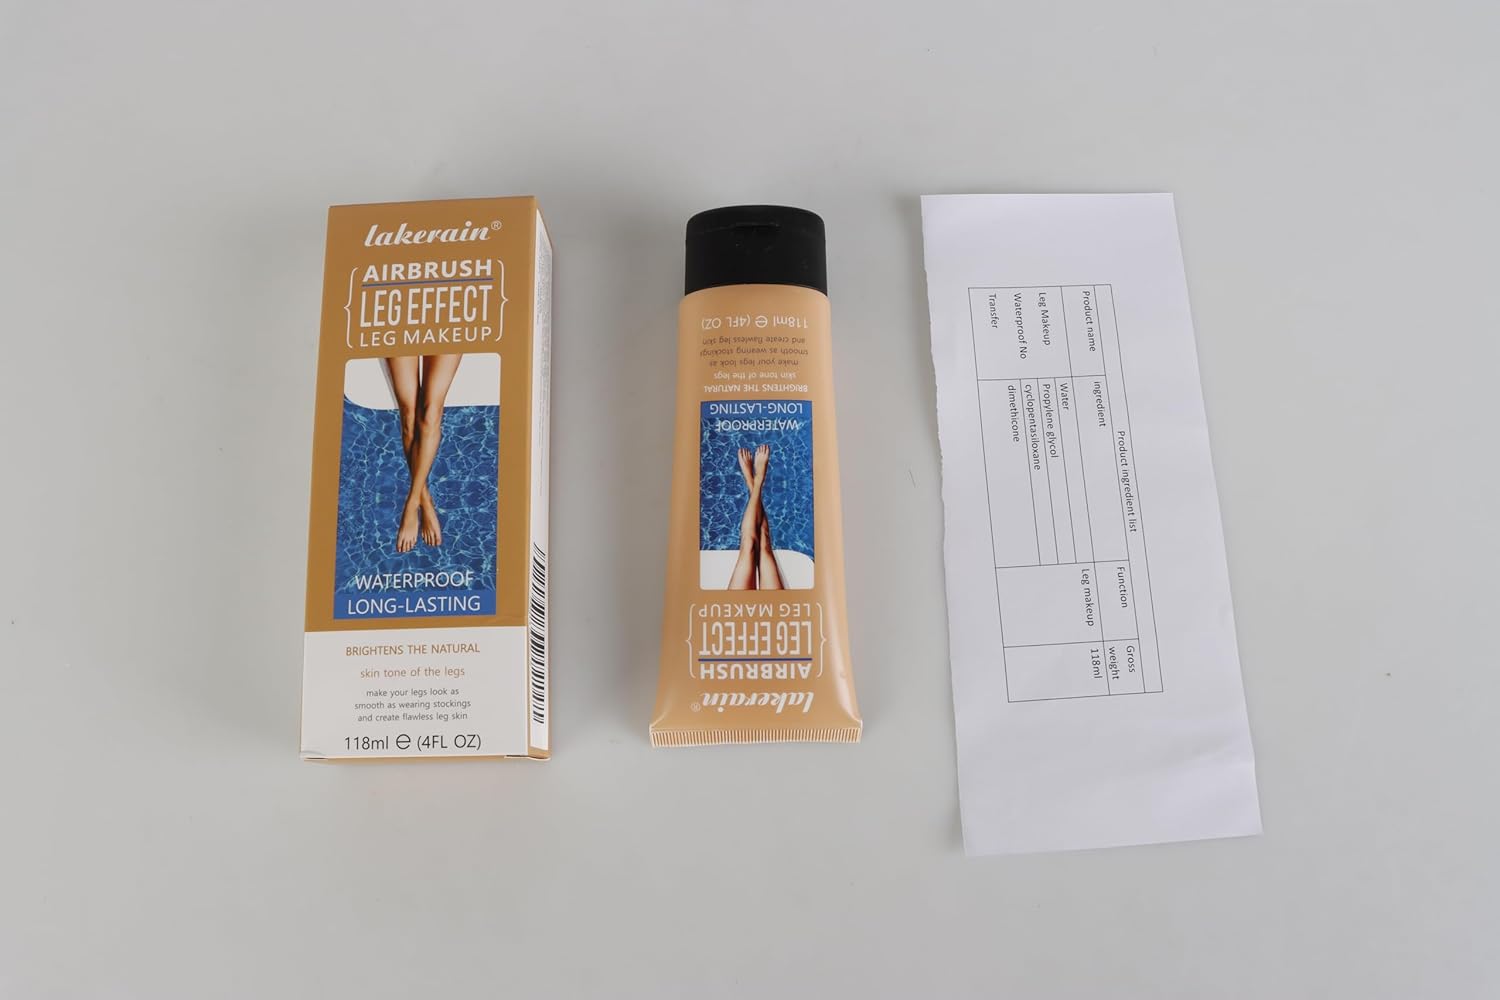 lakerain®
AIRBRUSH
LEG EFFECT
LEG MAKEUP
WATERPROOF
LONG-LASTING
BRIGHTENS THE NATURAL
skin tone of the legs
make your legs look as
smooth as wearing stockings
and create flawless leg skin
118ml ℮ (4FL OZ)
lakerain®
AIRBRUSH
LEG EFFECT
LEG MAKEUP
WATERPROOF
LONG-LASTING
BRIGHTENS THE NATURAL
skin tone of the legs
make your legs look as
smooth as wearing stockings
and create flawless leg skin
118ml ℮ (4FL OZ)
Product ingredient list
Product name
ingredient
Function
Gross
weight
Leg Makeup
Waterproof No
Transfer
Water
Propylene glycol
cyclopentasiloxane
dimethicone
Leg makeup
118ml